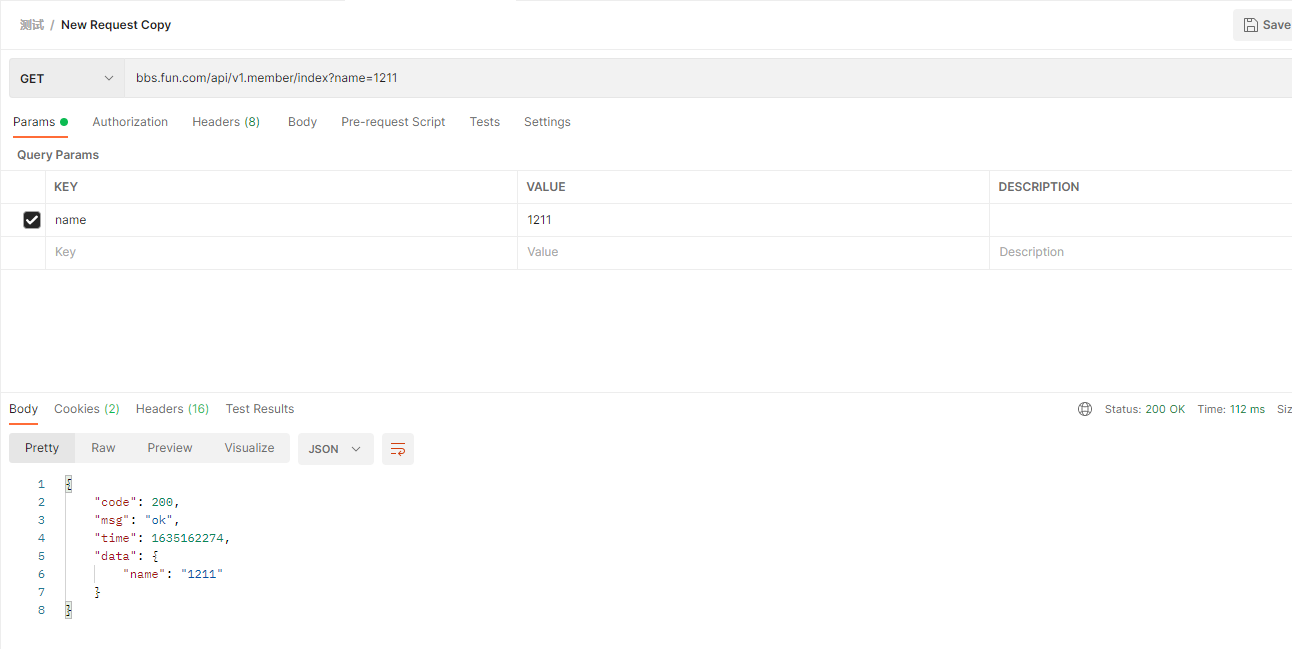 测试 / New Request Copy
Save
GET bbs.fun.com/api/v1.member/index?name=1211
Params Authorization Headers (8) Body Pre-request Script Tests Settings
Query Params
KEY VALUE DESCRIPTION
name 1211
Key Value Description
Body Cookies (2) Headers (16) Test Results Status: 200 OK Time: 112 ms Siz
Pretty Raw Preview Visualize JSON
1 {
2 "code": 200,
3 "msg": "ok",
4 "time": 1635162274,
5 "data": {
6 "name": "1211"
7 }
8 }